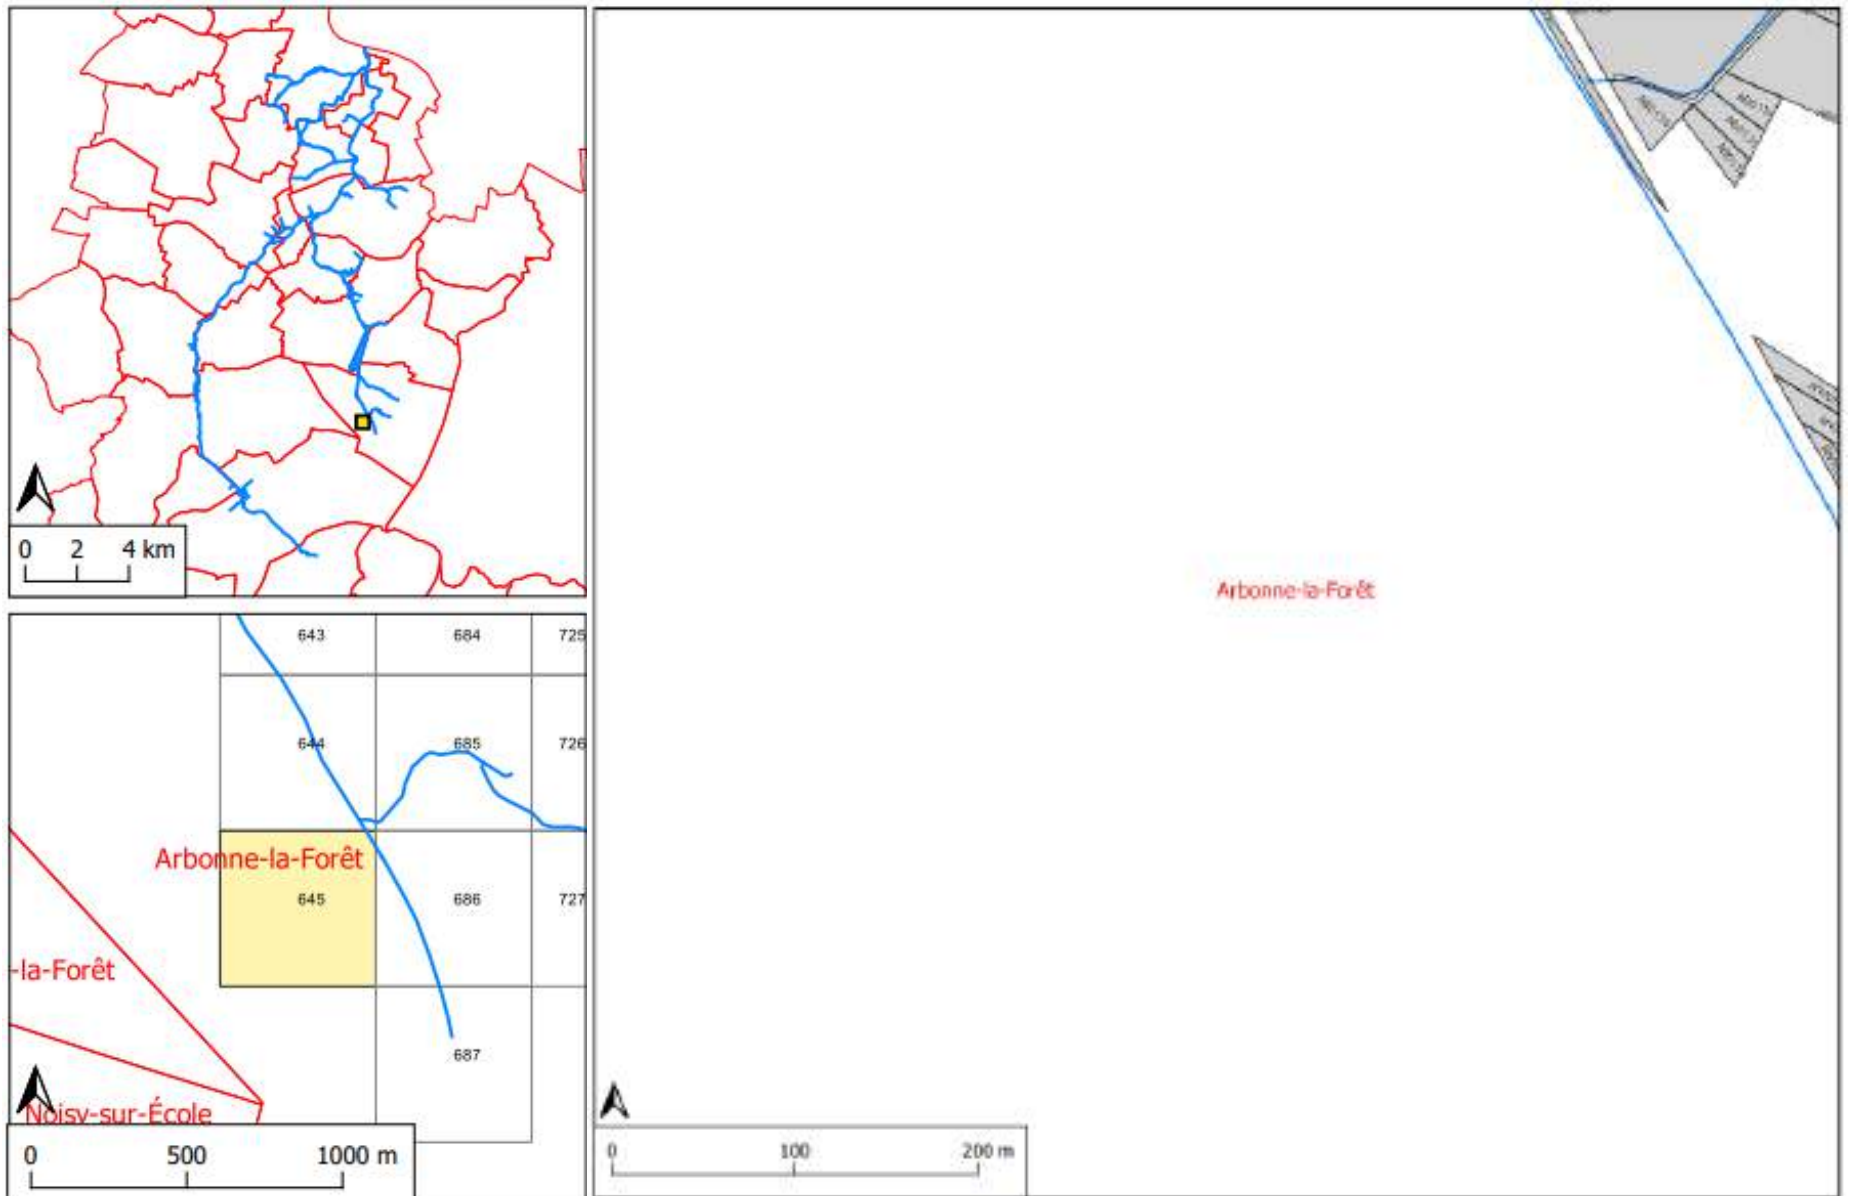 0 2 4 km
643 684 725
644 685 726
Arbonne-la-Forêt
645 686 727
-la-Forêt
687
Noisy-sur-École
0 500 1000 m
Arbonne-la-Forêt
0 100 200 m